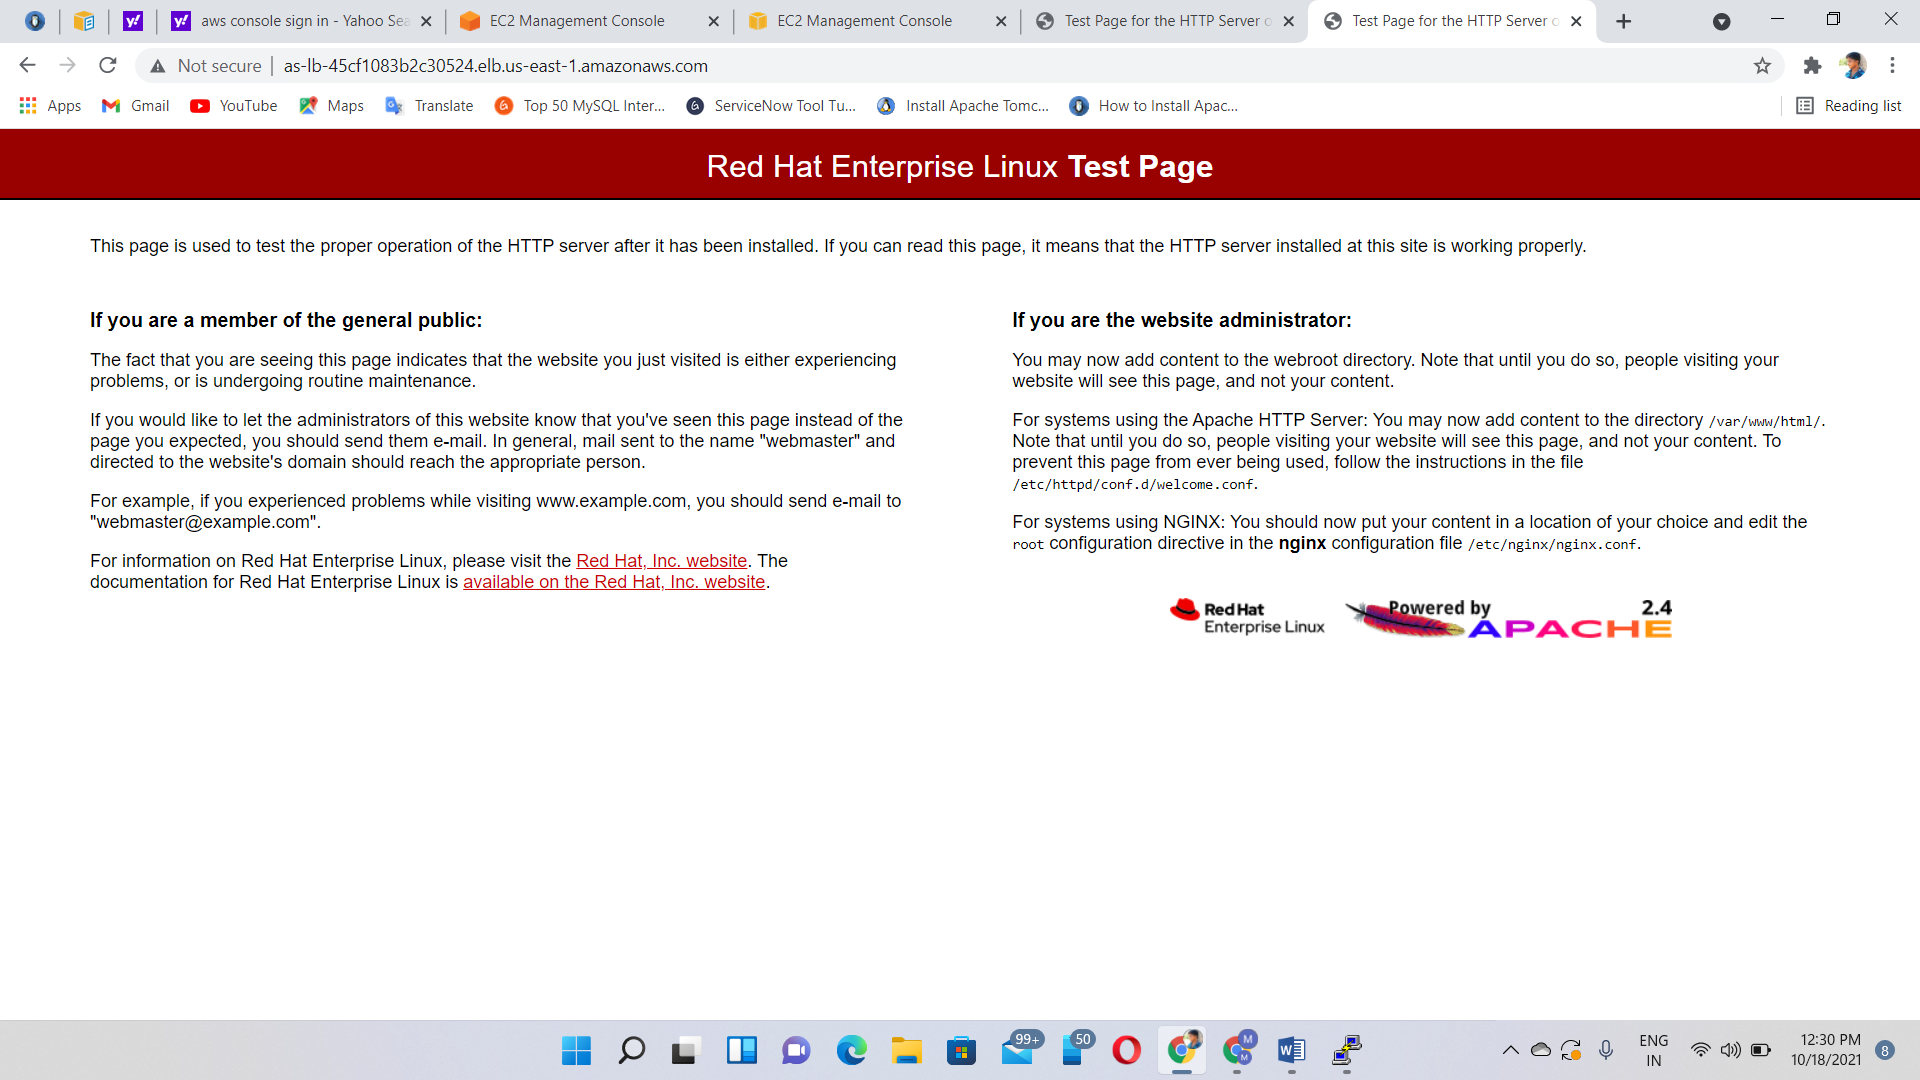 aws console sign in - Yahoo Sea
EC2 Management Console
EC2 Management Console
Test Page for the HTTP Server o
Test Page for the HTTP Server o
Not secure
as-lb-45cf1083b2c30524.elb.us-east-1.amazonaws.com
Apps
Gmail
YouTube
Maps
Translate
Top 50 MySQL Inter...
ServiceNow Tool Tu...
Install Apache Tomc...
How to Install Apac...
Reading list
Red Hat Enterprise Linux Test Page
This page is used to test the proper operation of the HTTP server after it has been installed. If you can read this page, it means that the HTTP server installed at this site is working properly.
If you are a member of the general public:
The fact that you are seeing this page indicates that the website you just visited is either experiencing
problems, or is undergoing routine maintenance.
If you would like to let the administrators of this website know that you've seen this page instead of the
page you expected, you should send them e-mail. In general, mail sent to the name "webmaster" and
directed to the website's domain should reach the appropriate person.
For example, if you experienced problems while visiting www.example.com, you should send e-mail to
"webmaster@example.com".
For information on Red Hat Enterprise Linux, please visit the Red Hat, Inc. website. The
documentation for Red Hat Enterprise Linux is available on the Red Hat, Inc. website.
If you are the website administrator:
You may now add content to the webroot directory. Note that until you do so, people visiting your
website will see this page, and not your content.
For systems using the Apache HTTP Server: You may now add content to the directory /var/www/html/.
Note that until you do so, people visiting your website will see this page, and not your content. To
prevent this page from ever being used, follow the instructions in the file
/etc/httpd/conf.d/welcome.conf.
For systems using NGINX: You should now put your content in a location of your choice and edit the
root configuration directive in the nginx configuration file /etc/nginx/nginx.conf.
Red Hat
Enterprise Linux
Powered by
APACHE
2.4
99+
50
M
M
ENG
IN
12:30 PM
10/18/2021
8